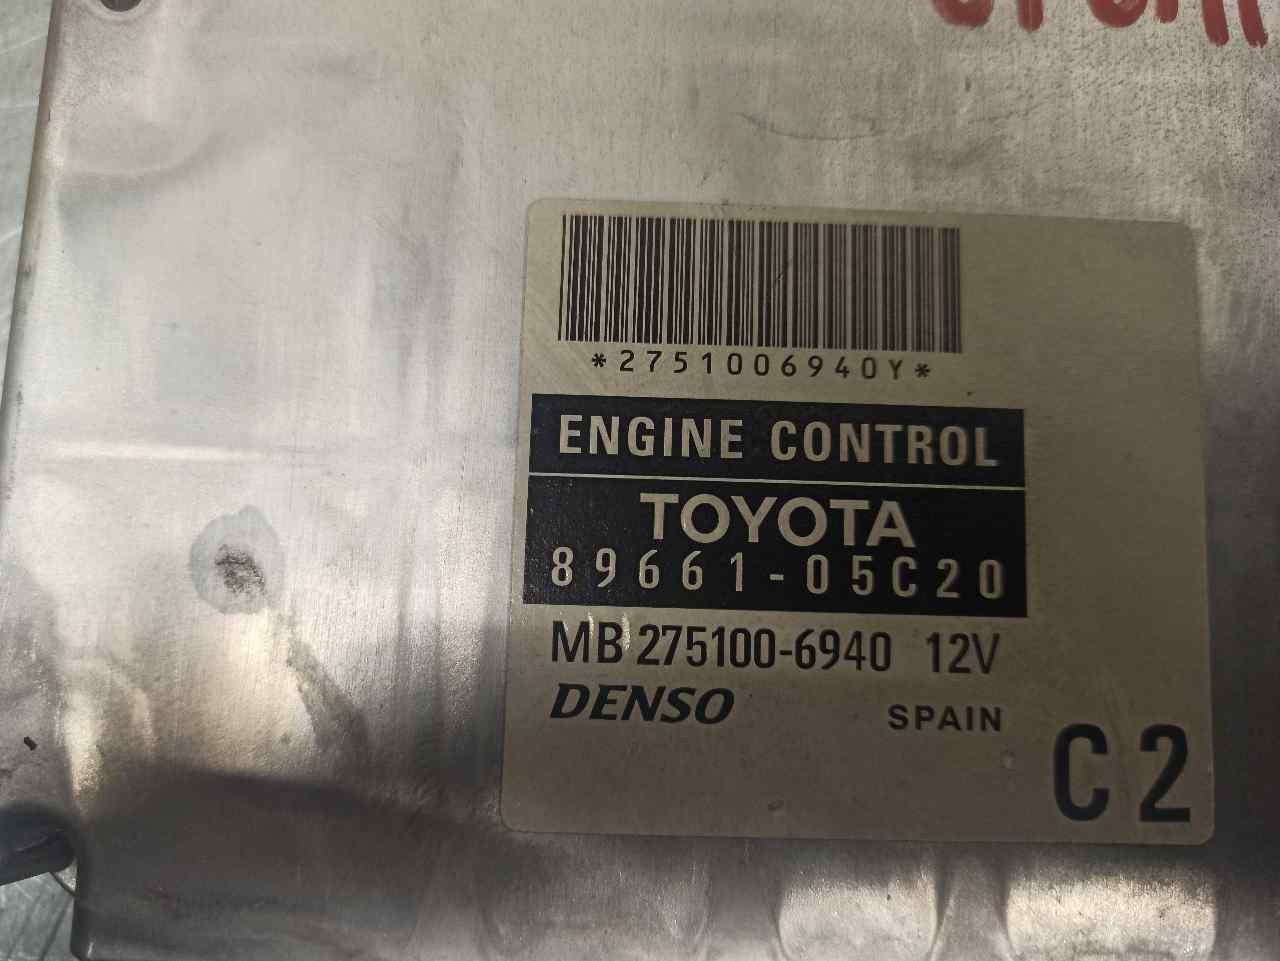 *2751006940Y*
ENGINE CONTROL
TOYOTA
89661-05C20
MB 275100-6940 12V
DENSO SPAIN
C2